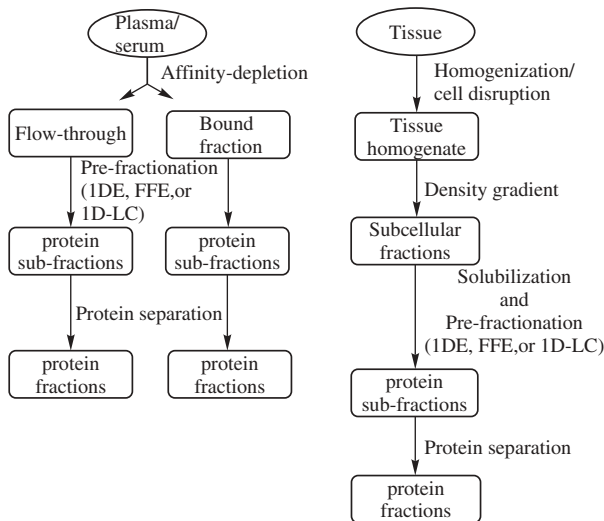 Plasma/
serum
Affinity-depletion
Flow-through
Bound
fraction
Pre-fractionation
(1DE, FFE,or
1D-LC)
protein
sub-fractions
protein
sub-fractions
Protein separation
protein
fractions
protein
fractions
Tissue
Homogenization/
cell disruption
Tissue
homogenate
Density gradient
Subcellular
fractions
Solubilization
and
Pre-fractionation
(1DE, FFE,or 1D-LC)
protein
sub-fractions
Protein separation
protein
fractions